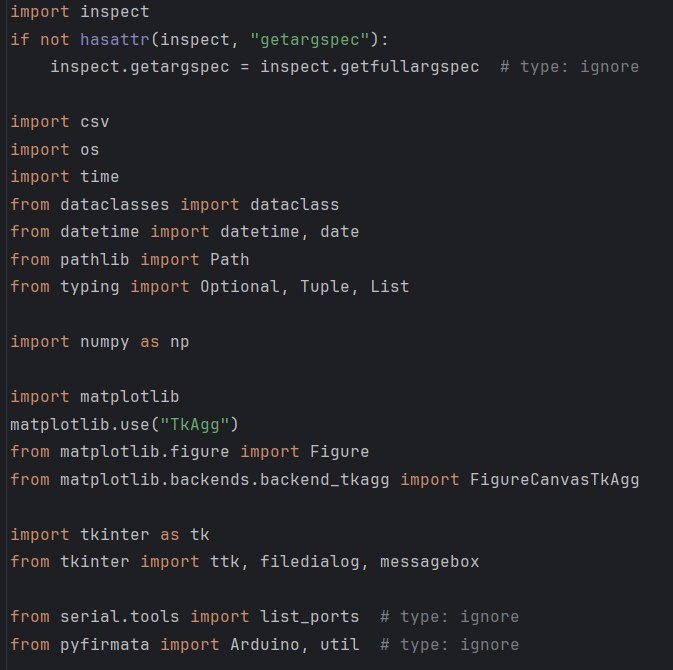 import inspect
if not hasattr(inspect, "getargspec"):
    inspect.getargspec = inspect.getfullargspec  # type: ignore

import csv
import os
import time
from dataclasses import dataclass
from datetime import datetime, date
from pathlib import Path
from typing import Optional, Tuple, List

import numpy as np

import matplotlib
matplotlib.use("TkAgg")
from matplotlib.figure import Figure
from matplotlib.backends.backend_tkagg import FigureCanvasTkAgg

import tkinter as tk
from tkinter import ttk, filedialog, messagebox

from serial.tools import list_ports  # type: ignore
from pyfirmata import Arduino, util  # type: ignore